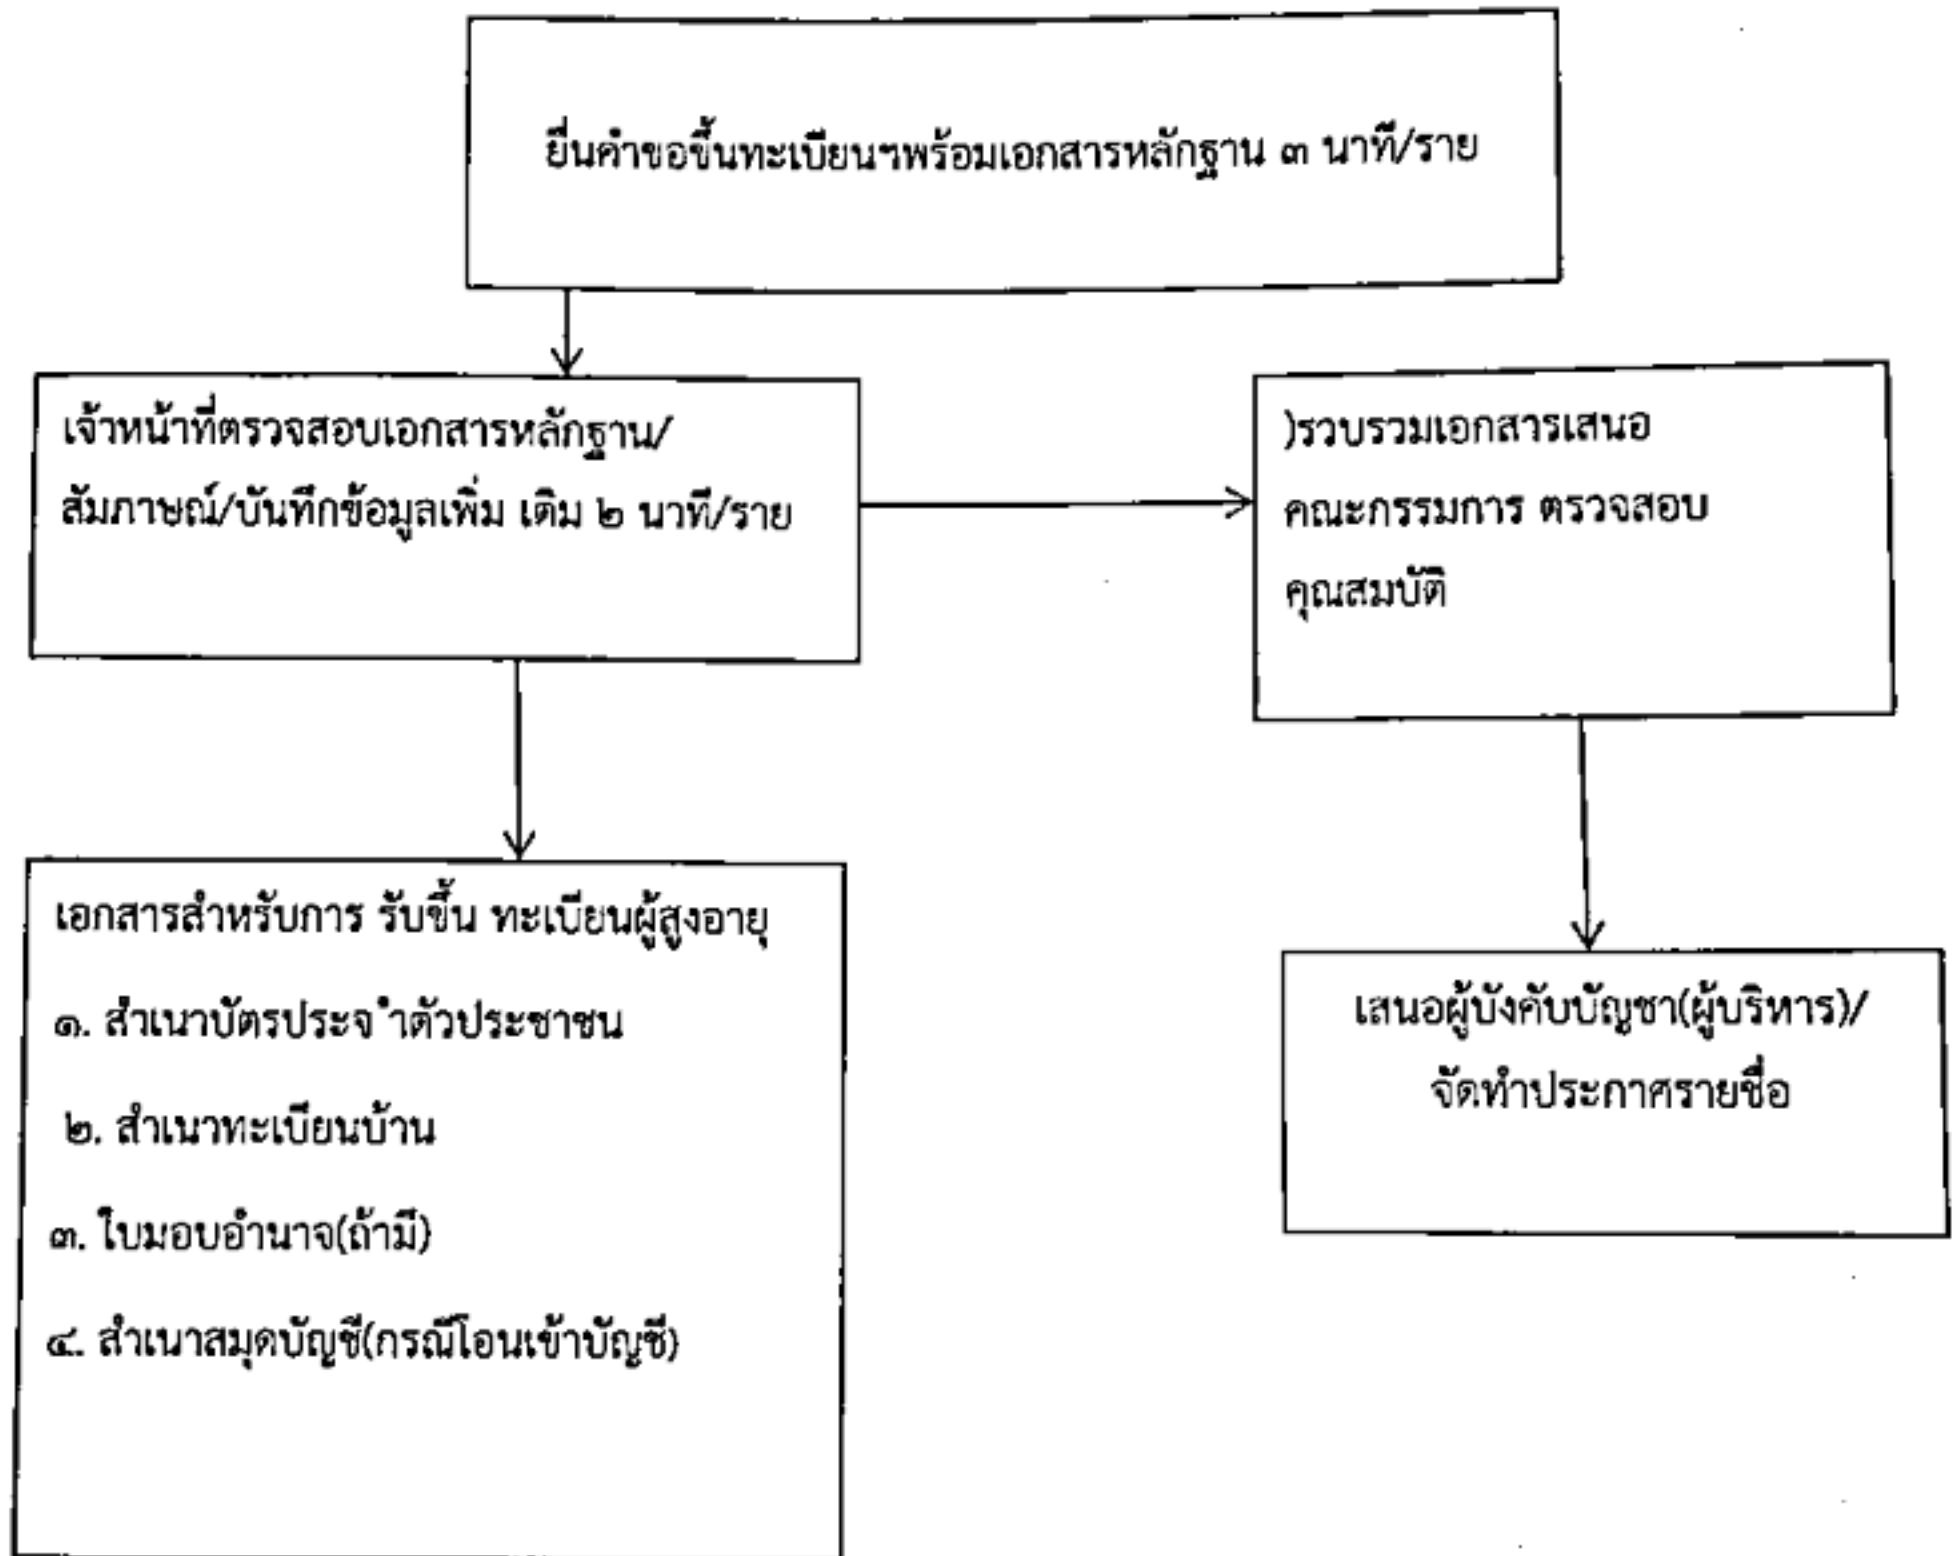 ยื่นคำขอขึ้นทะเบียนฯพร้อมเอกสารหลักฐาน ๓ นาที/ราย
เจ้าหน้าที่ตรวจสอบเอกสารหลักฐาน/
สัมภาษณ์/บันทึกข้อมูลเพิ่ม เติม ๒ นาที/ราย
)รวบรวมเอกสารเสนอ
คณะกรรมการ ตรวจสอบ
คุณสมบัติ
เอกสารสำหรับการ รับขึ้น ทะเบียนผู้สูงอายุ
๑. สำเนาบัตรประจ ำตัวประชาชน
๒. สำเนาทะเบียนบ้าน
๓. ใบมอบอำนาจ(ถ้ามี)
๔. สำเนาสมุดบัญชี(กรณีโอนเข้าบัญชี)
เสนอผู้บังคับบัญชา(ผู้บริหาร)/
จัดทำประกาศรายชื่อ